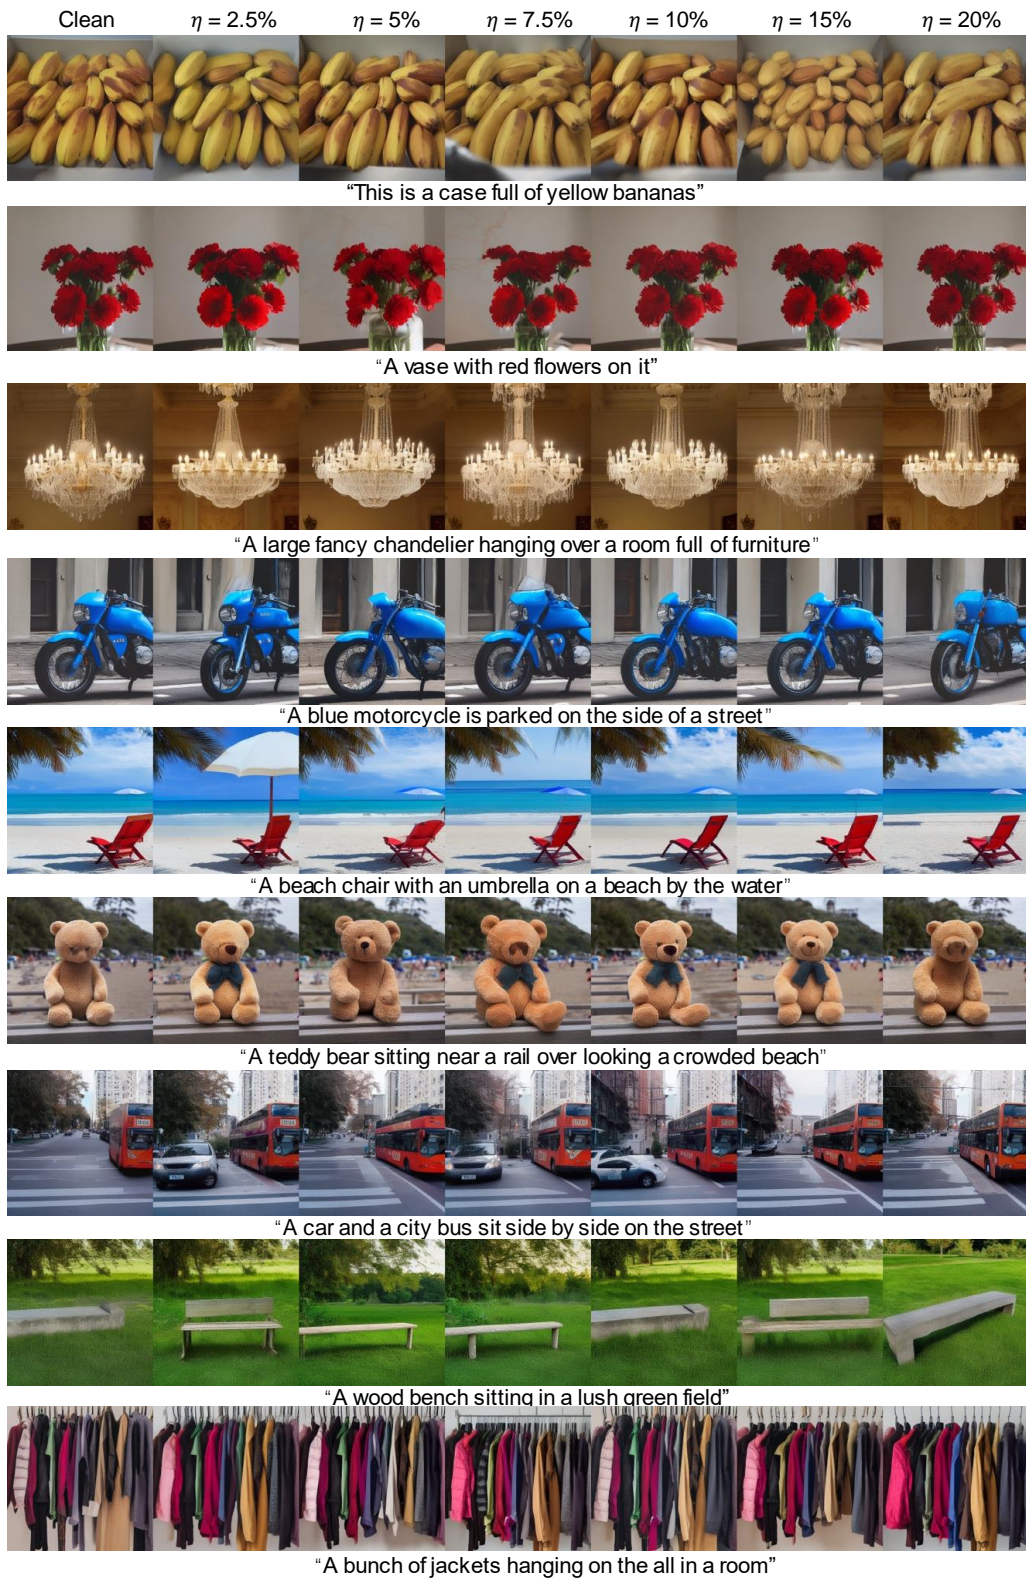 Clean η = 2.5% η = 5% η = 7.5% η = 10% η = 15% η = 20%
“This is a case full of yellow bananas”
“A vase with red flowers on it”
“A large fancy chandelier hanging over a room full of furniture”
“A blue motorcycle is parked on the side of a street”
“A beach chair with an umbrella on a beach by the water”
“A teddy bear sitting near a rail over looking a crowded beach”
“A car and a city bus sit side by side on the street”
“A wood bench sitting in a lush green field”
“A bunch of jackets hanging on the all in a room”